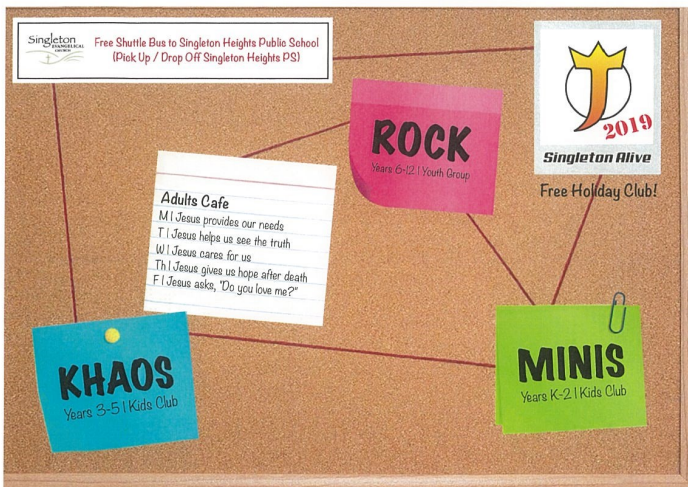 Singleton
EVANGELICAL
CHURCH
Free Shuttle Bus to Singleton Heights Public School
(Pick Up / Drop Off Singleton Heights PS)
J
2019
Singleton Alive
Free Holiday Club!
ROCK
Years 6-12 | Youth Group
Adults Cafe
M | Jesus provides our needs
T | Jesus helps us see the truth
W | Jesus cares for us
Th | Jesus gives us hope after death
F | Jesus asks, "Do you love me?"
KHAOS
Years 3-5 | Kids Club
MINIS
Years K-2 | Kids Club